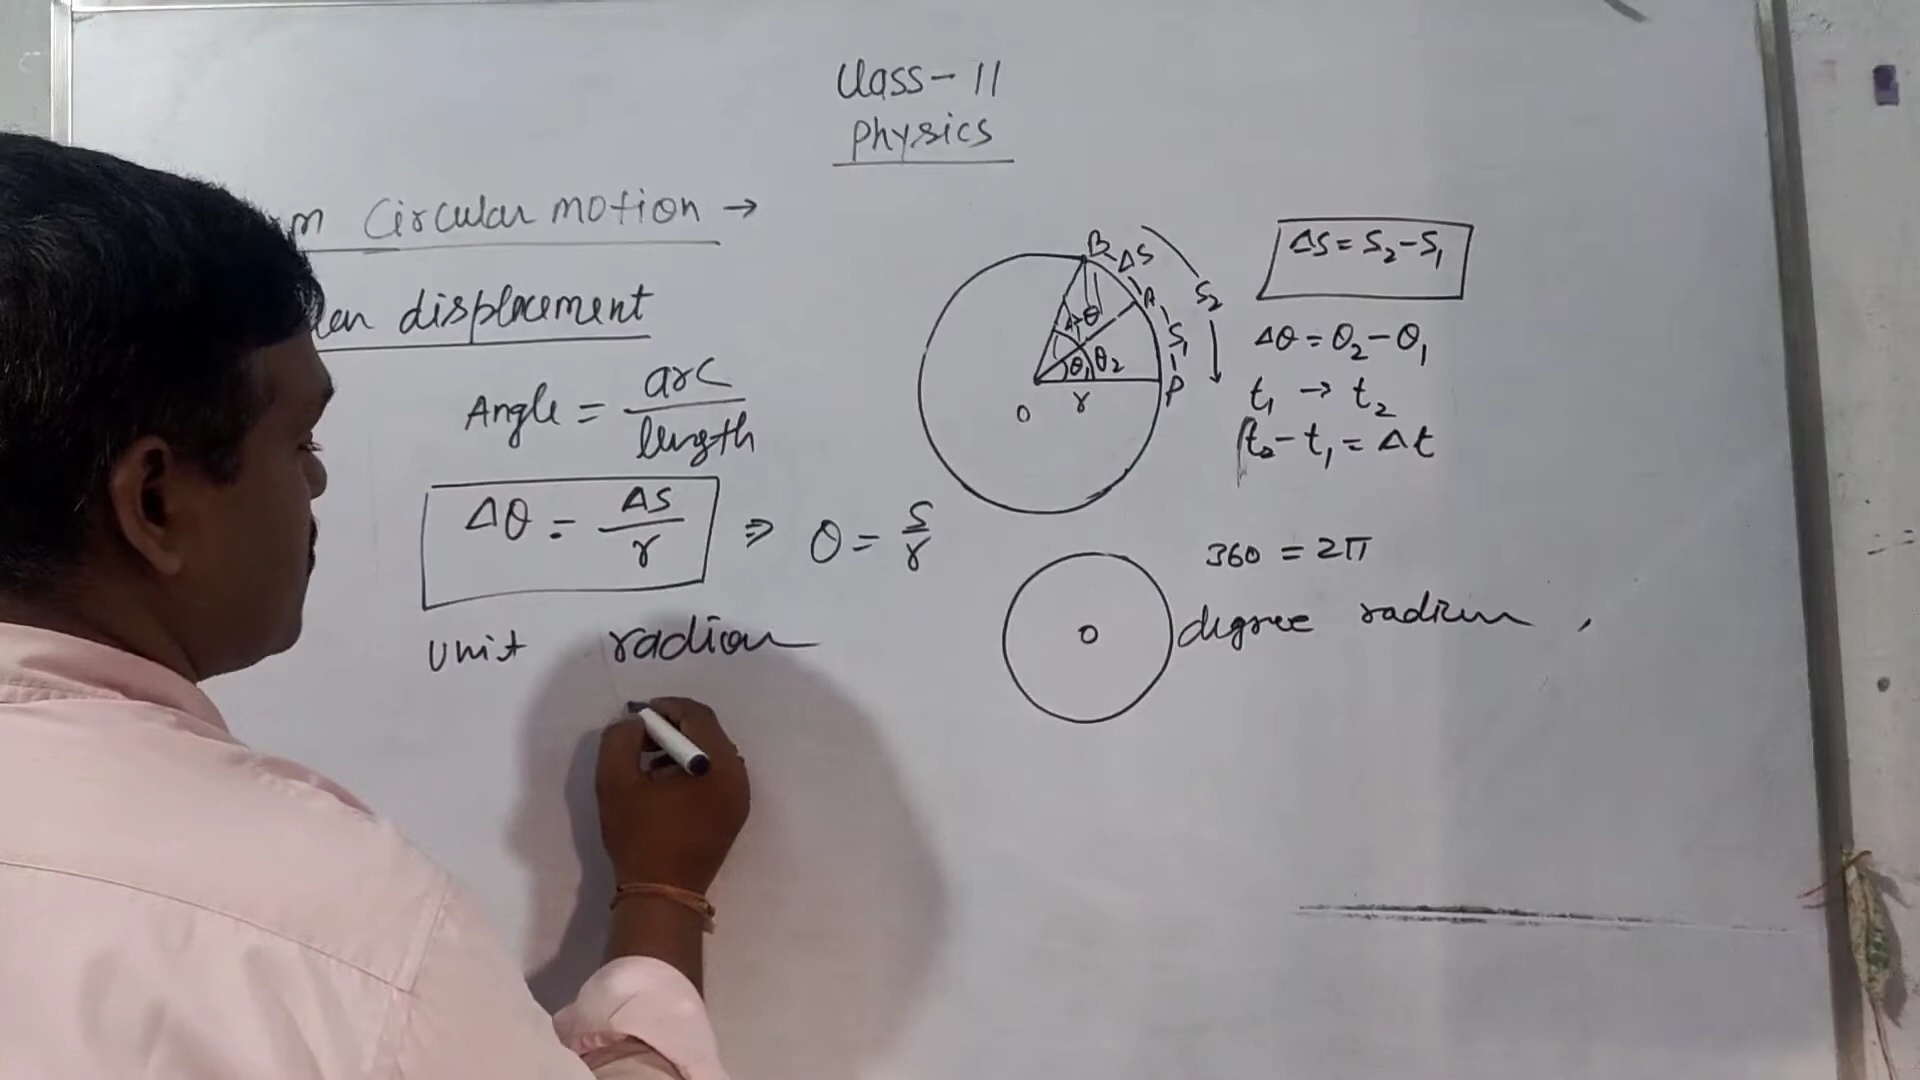 Class-11
Physics
Circular motion →
displacement
Angle = arc / length
Δθ = Δs / r ⇒ θ = s / r
unit radian
B Δs
A
S₂
S₁
Δθ
θ₁ θ₂
O r P
Δs = s₂ - s₁
Δθ = θ₂ - θ₁
t₁ → t₂
t₂ - t₁ = Δt
360 = 2π
O degree radian ,